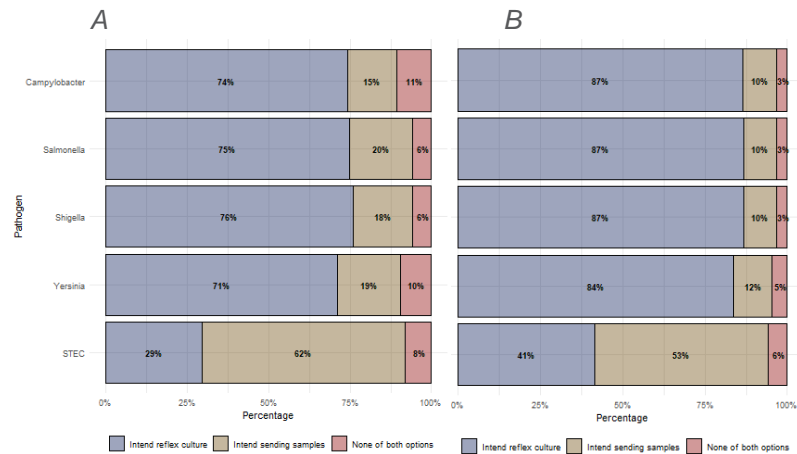 A
B
Pathogen
Campylobacter
74% 15% 11%
87% 10% 3%
Salmonella
75% 20% 6%
87% 10% 3%
Shigella
76% 18% 6%
87% 10% 3%
Yersinia
71% 19% 10%
84% 12% 5%
STEC
29% 62% 8%
41% 53% 6%
0% 25% 50% 75% 100%
0% 25% 50% 75% 100%
Percentage
Percentage
Intend reflex culture Intend sending samples None of both options
Intend reflex culture Intend sending samples None of both options